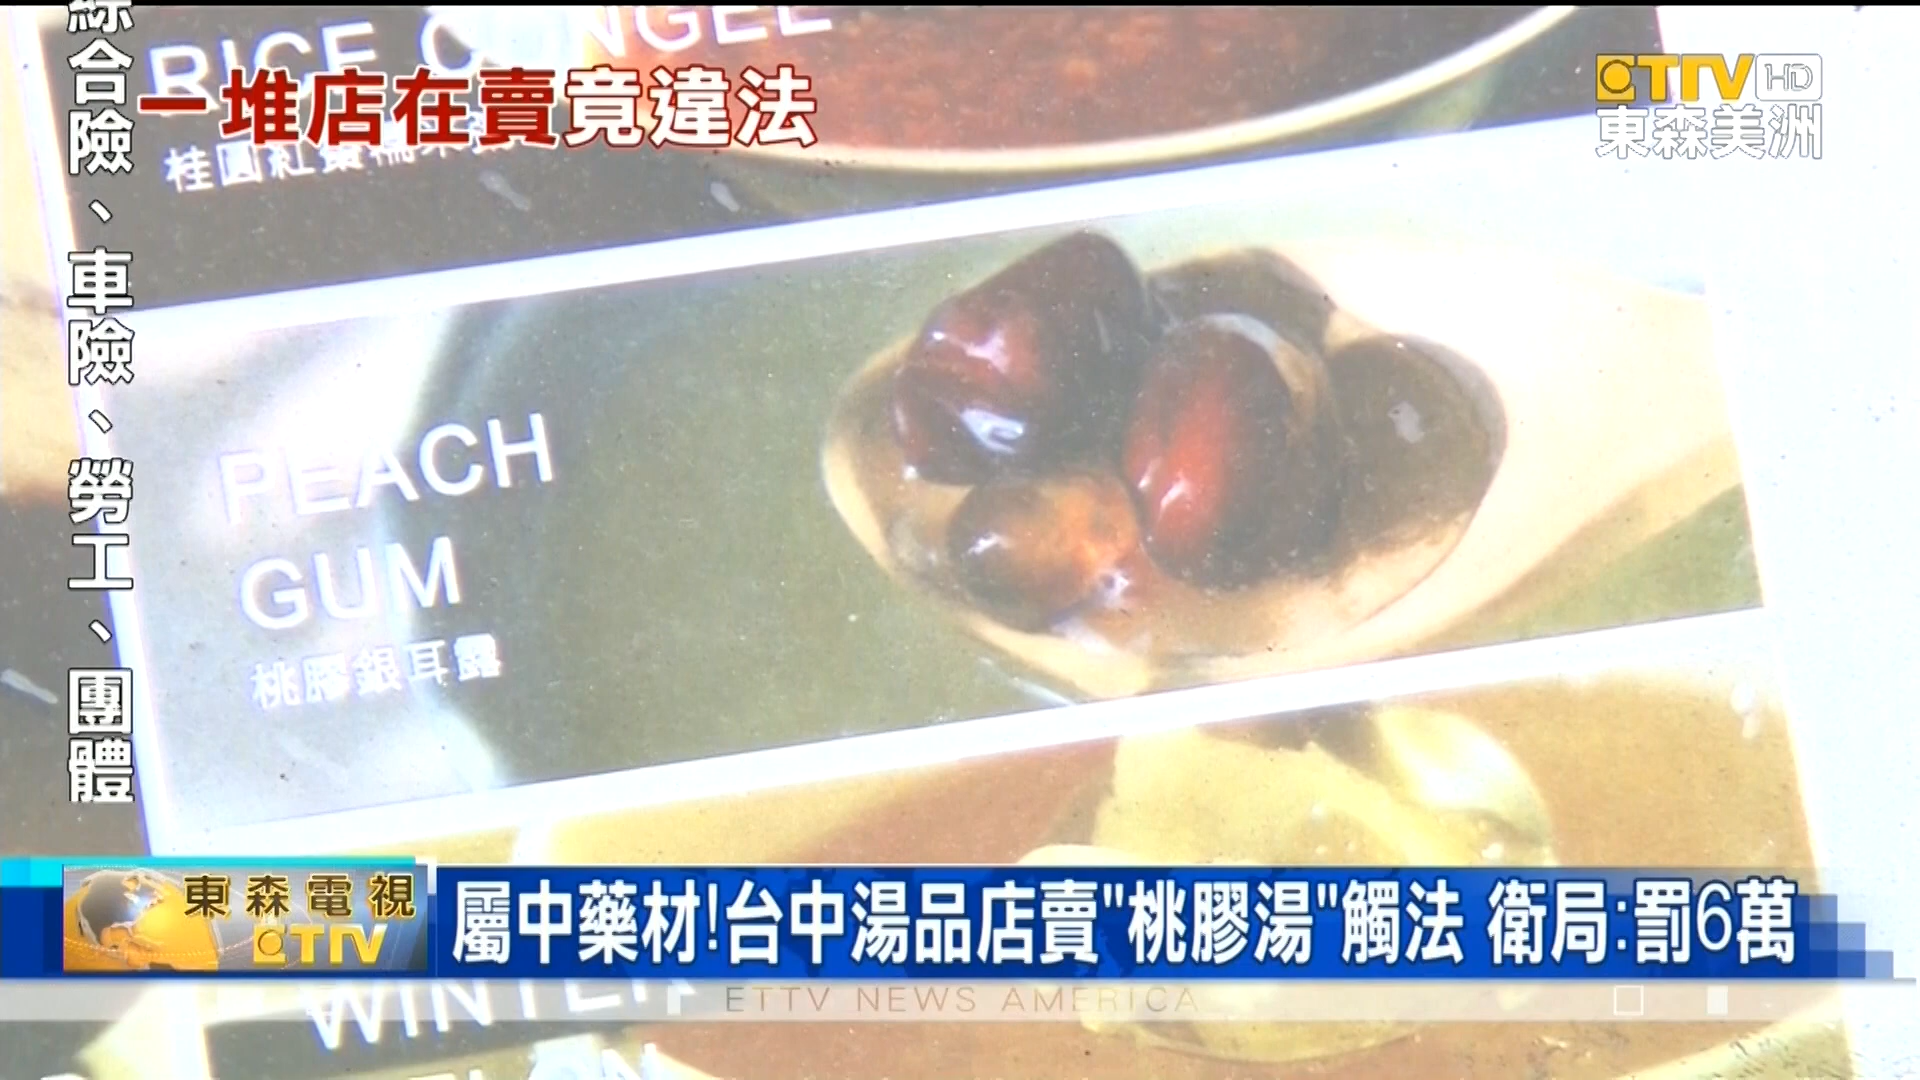 綜合險、車險、勞工、團體
RICE CONGEE
一堆店在賣竟違法
ETTV HD
東森美洲
PEACH
GUM
桃膠銀耳露
東森電視
ETTV
屬中藥材!台中湯品店賣"桃膠湯"觸法 衛局:罰6萬
ETTV NEWS AMERICA
WINTER